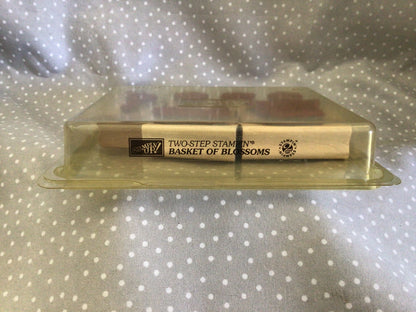 TWO-STEP STAMPIN'®
BASKET OF BLOSSOMS